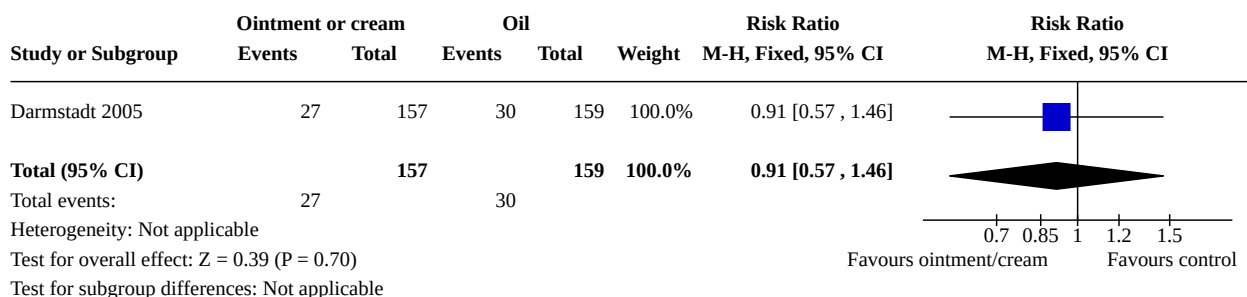 Ointment or cream Oil Risk Ratio Risk Ratio
Study or Subgroup Events Total Events Total Weight M-H, Fixed, 95% CI M-H, Fixed, 95% CI
Darmstadt 2005 27 157 30 159 100.0% 0.91 [0.57 , 1.46]
Total (95% CI) 157 159 100.0% 0.91 [0.57 , 1.46]
Total events: 27 30
Heterogeneity: Not applicable 0.7 0.85 1 1.2 1.5
Test for overall effect: Z = 0.39 (P = 0.70) Favours ointment/cream Favours control
Test for subgroup differences: Not applicable